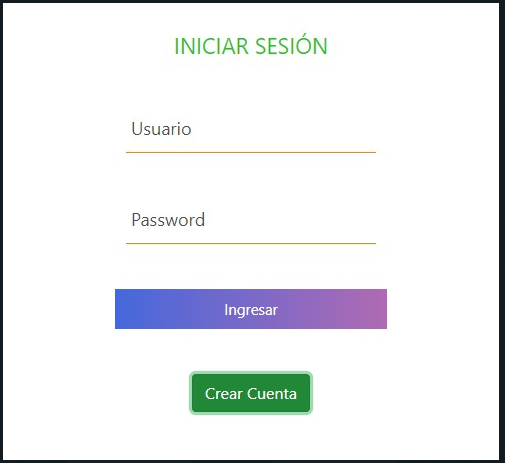 INICIAR SESIÓN
Usuario
Password
Ingresar
Crear Cuenta